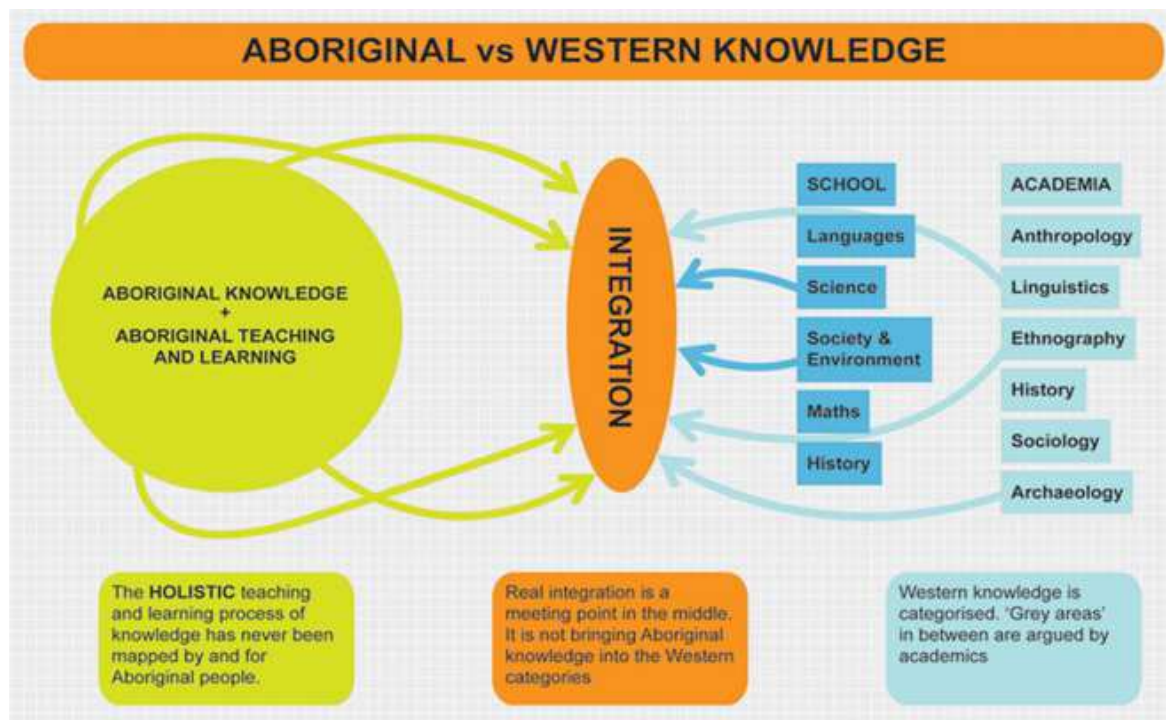 ABORIGINAL vs WESTERN KNOWLEDGE
ABORIGINAL KNOWLEDGE
+
ABORIGINAL TEACHING
AND LEARNING
INTEGRATION
SCHOOL
Languages
Science
Society &
Environment
Maths
History
ACADEMIA
Anthropology
Linguistics
Ethnography
History
Sociology
Archaeology
The HOLISTIC teaching
and learning process of
knowledge has never been
mapped by and for
Aboriginal people.
Real integration is a
meeting point in the middle.
It is not bringing Aboriginal
knowledge into the Western
categories
Western knowledge is
categorised. ‘Grey areas’
in between are argued by
academics